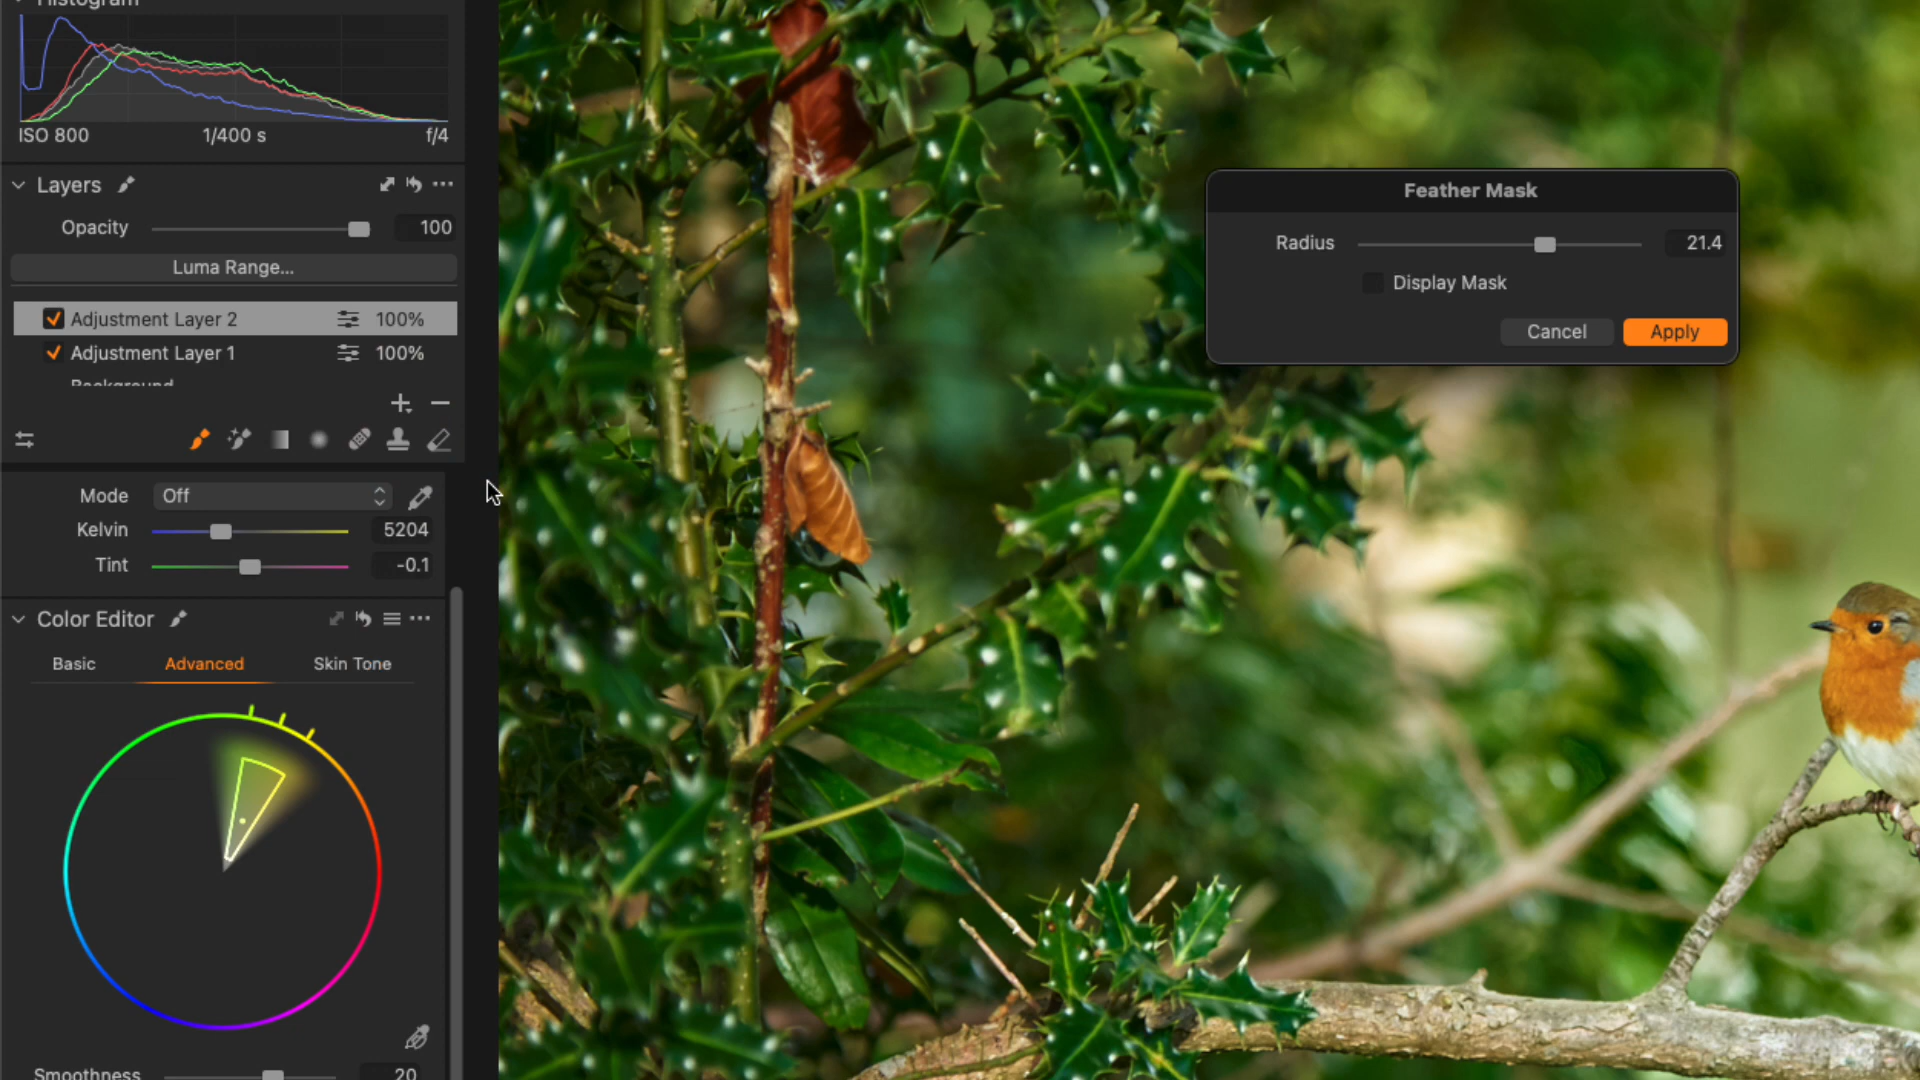 Histogram
ISO 800 1/400 s f/4
Layers
Opacity 100
Luma Range...
Adjustment Layer 2 100%
Adjustment Layer 1 100%
Background
Mode Off
Kelvin 5204
Tint -0.1
Color Editor
Basic Advanced Skin Tone
Smoothness 20
Feather Mask
Radius 21.4
Display Mask
Cancel Apply